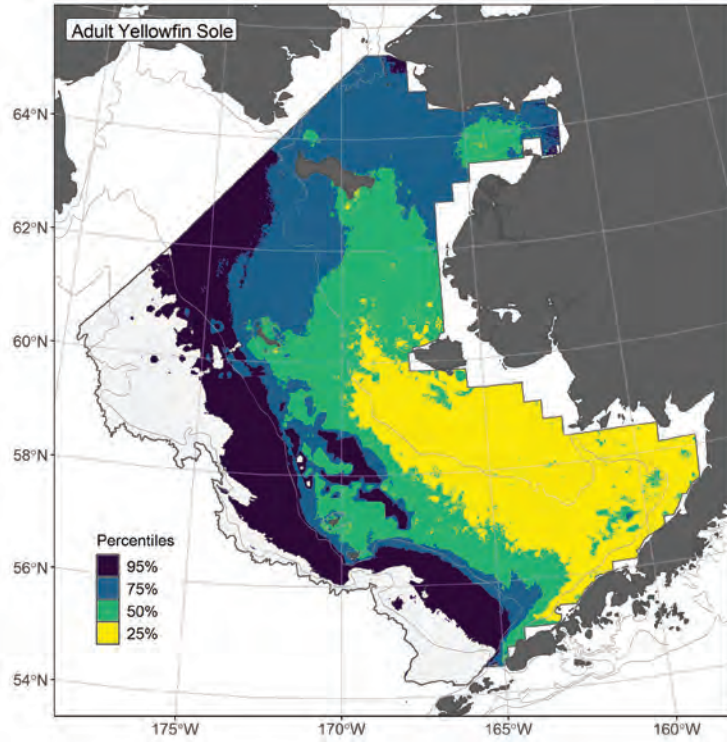 Adult Yellowfin Sole
64°N
62°N
60°N
58°N
56°N
54°N
Percentiles
95%
75%
50%
25%
175°W
170°W
165°W
160°W